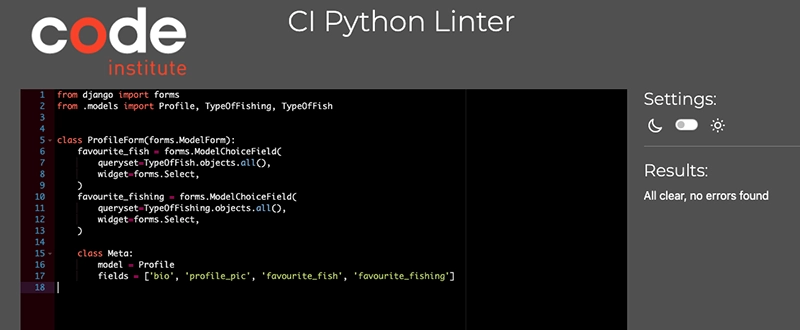 code
institute
CI Python Linter
1 from django import forms
2 from .models import Profile, TypeOfFishing, TypeOfFish
3
4
5 class ProfileForm(forms.ModelForm):
6     favourite_fish = forms.ModelChoiceField(
7         queryset=TypeOfFish.objects.all(),
8         widget=forms.Select,
9     )
10     favourite_fishing = forms.ModelChoiceField(
11         queryset=TypeOfFishing.objects.all(),
12         widget=forms.Select,
13     )
14
15     class Meta:
16         model = Profile
17         fields = ['bio', 'profile_pic', 'favourite_fish', 'favourite_fishing']
18
Settings:
Results:
All clear, no errors found